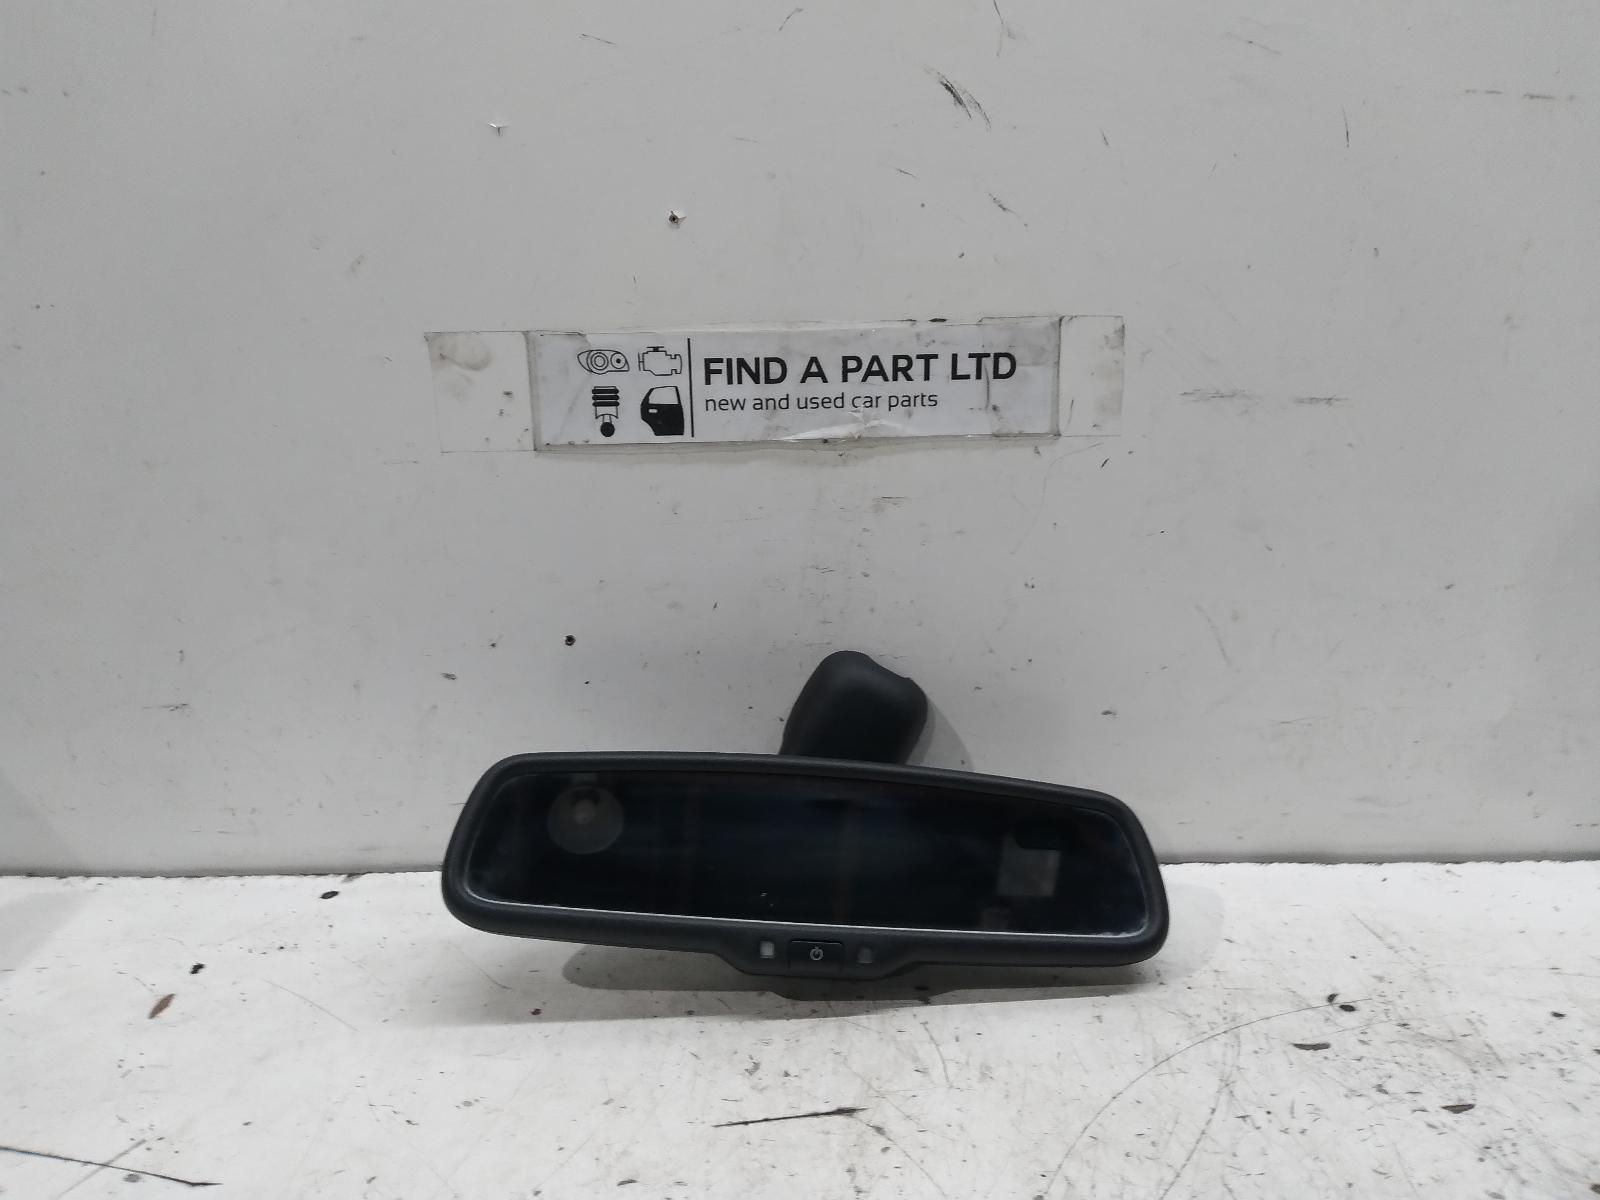 FIND A PART LTD
new and used car parts